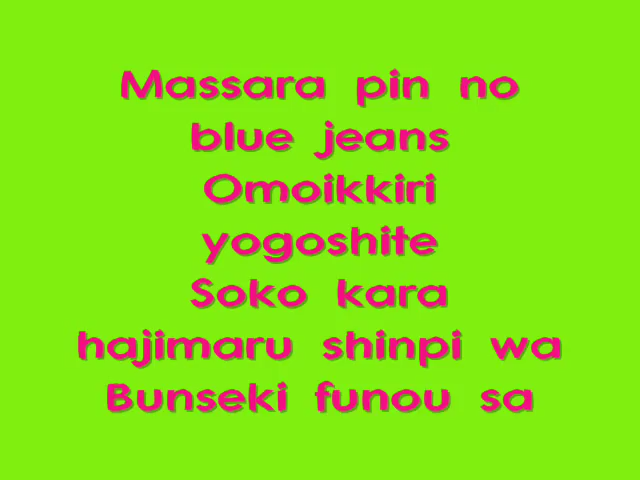 Massara pin no
blue jeans
Omoikkiri
yogoshite
Soko kara
hajimaru shinpi wa
Bunseki funou sa